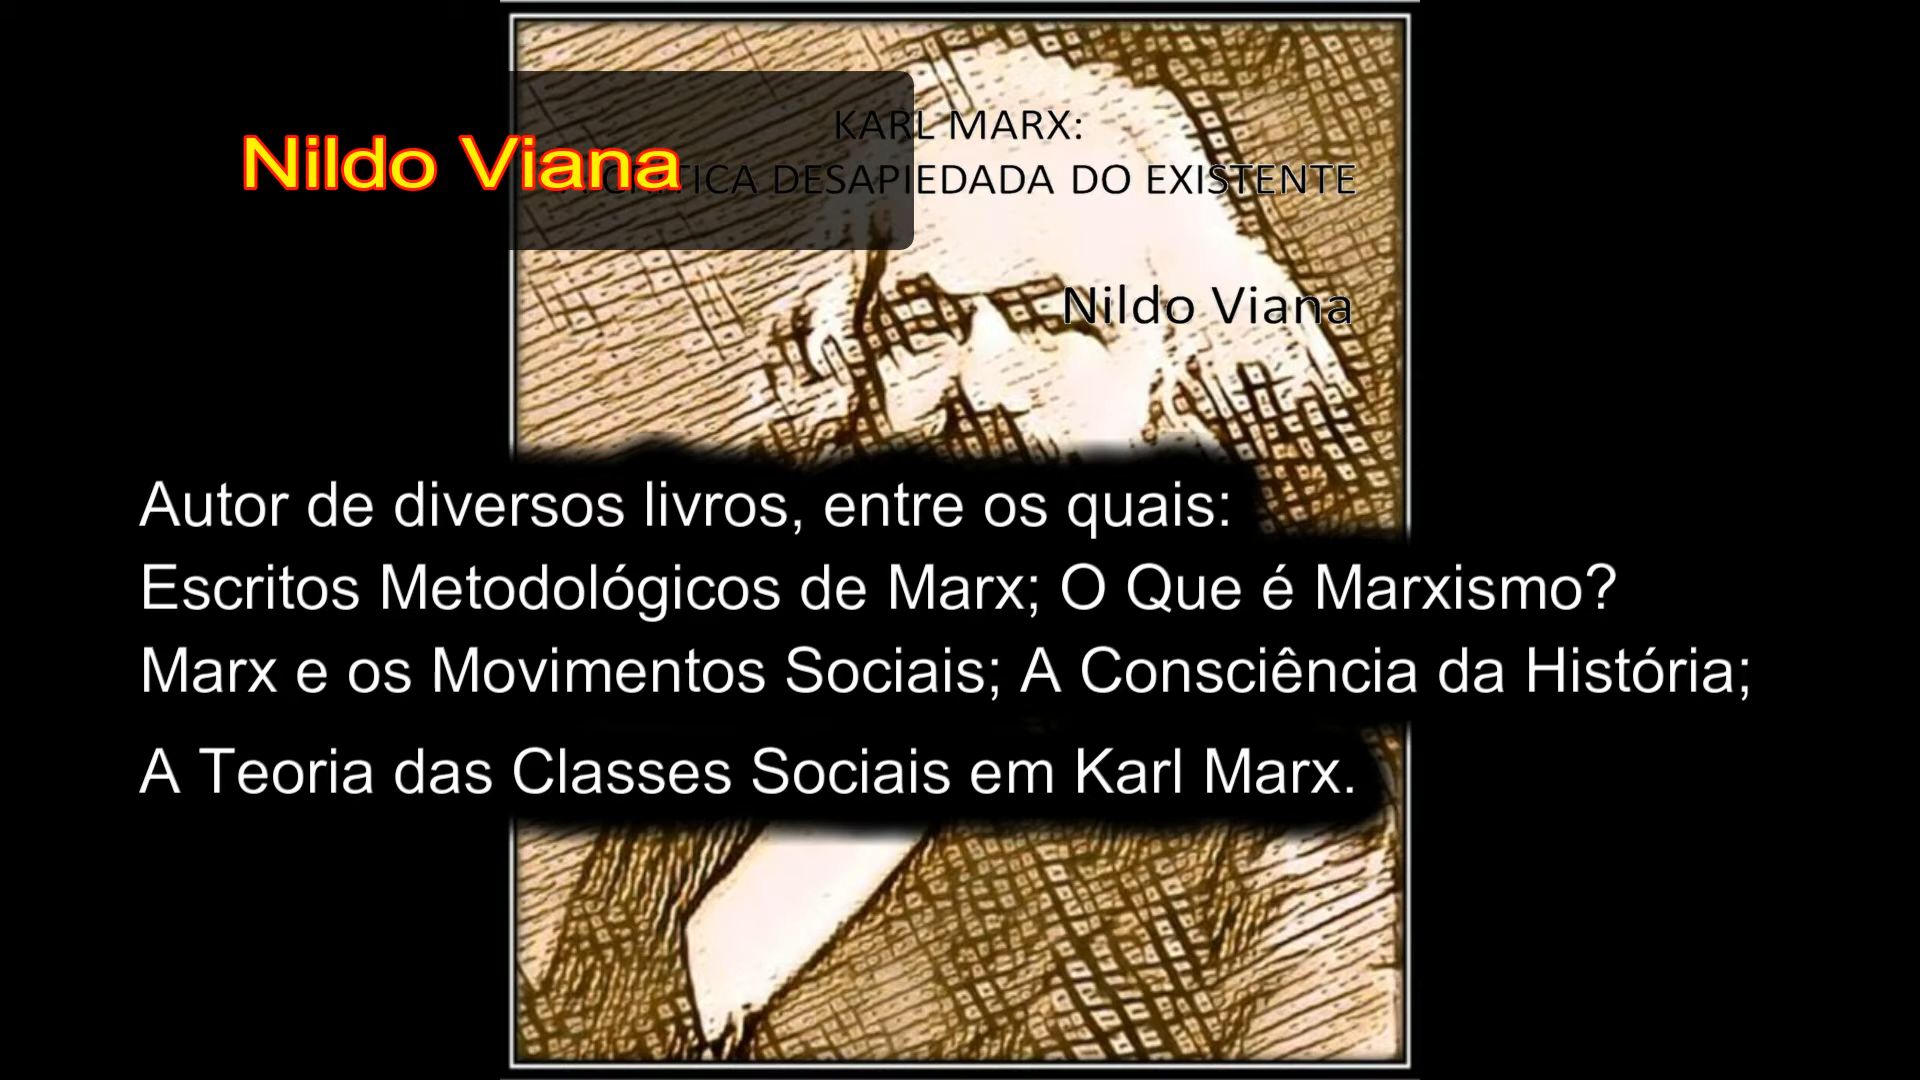 KARL MARX:
Nildo Viana
CRÍTICA DESAPIEDADA DO EXISTENTE
Nildo Viana
Autor de diversos livros, entre os quais:
Escritos Metodológicos de Marx; O Que é Marxismo?
Marx e os Movimentos Sociais; A Consciência da História;
A Teoria das Classes Sociais em Karl Marx.